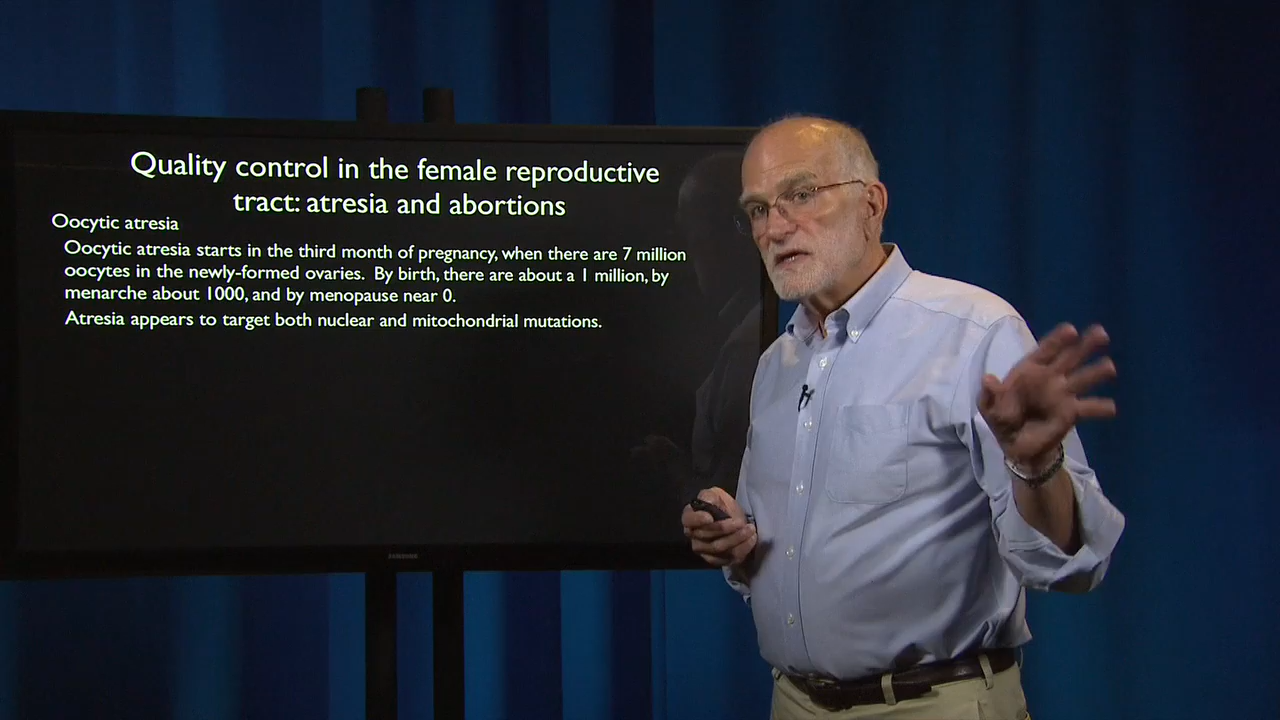 Quality control in the female reproductive
tract: atresia and abortions
Oocytic atresia
Oocytic atresia starts in the third month of pregnancy, when there are 7 million
oocytes in the newly-formed ovaries. By birth, there are about a 1 million, by
menarche about 1000, and by menopause near 0.
Atresia appears to target both nuclear and mitochondrial mutations.
SAMSUNG